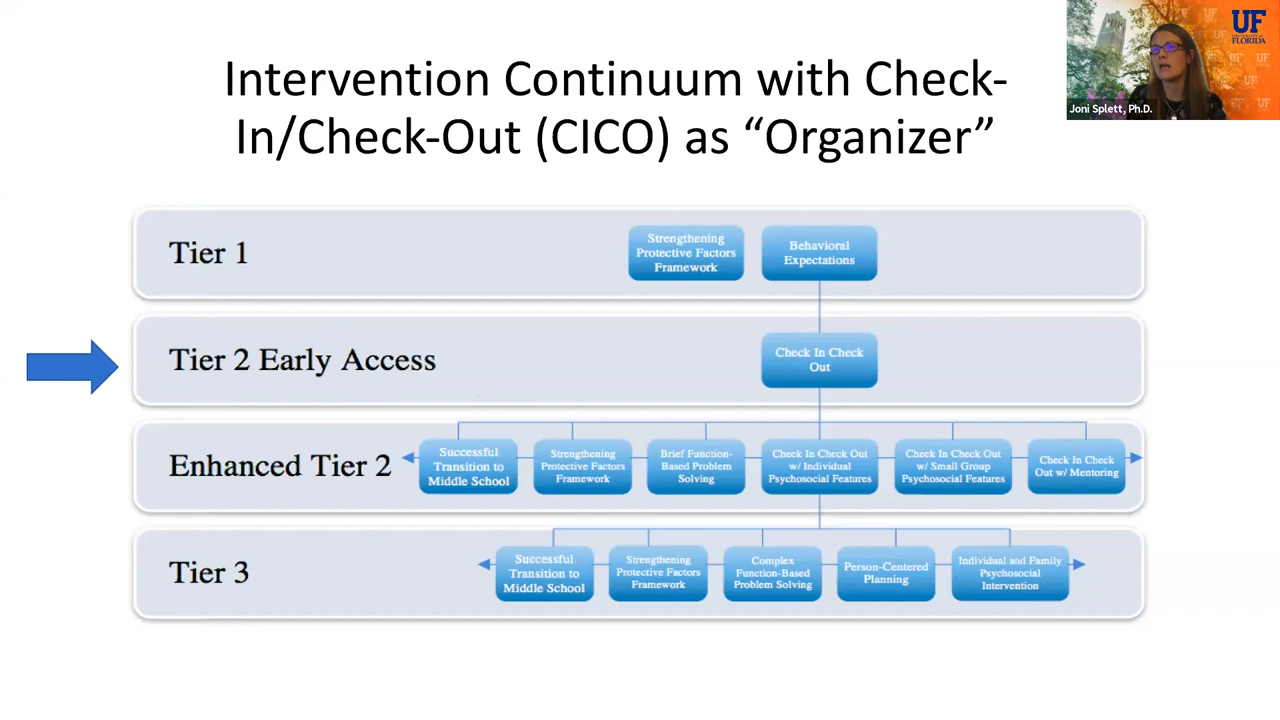 Intervention Continuum with Check-
In/Check-Out (CICO) as “Organizer”
UF
UNIVERSITY of
FLORIDA
Joni Splett, Ph.D.
Tier 1
Strengthening
Protective Factors
Framework
Behavioral
Expectations
Tier 2 Early Access
Check In Check
Out
Enhanced Tier 2
Successful
Transition to
Middle School
Strengthening
Protective Factors
Framework
Brief Function-
Based Problem
Solving
Check In Check Out
w/ Individual
Psychosocial Features
Check In Check Out
w/ Small Group
Psychosocial Features
Check In Check
Out w/ Mentoring
Tier 3
Successful
Transition to
Middle School
Strengthening
Protective Factors
Framework
Complex
Function-Based
Problem Solving
Person-Centered
Planning
Individual and Family
Psychosocial
Intervention